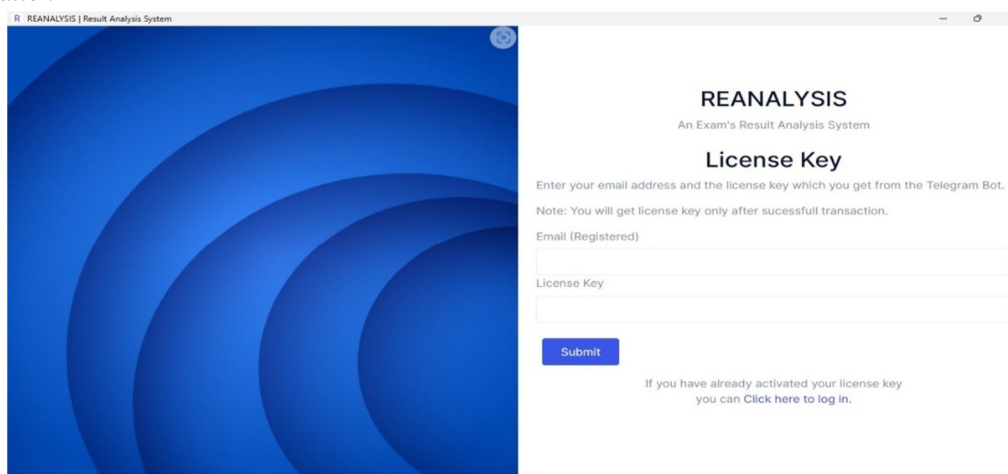 R REANALYSIS | Result Analysis System
REANALYSIS
An Exam's Result Analysis System
License Key
Enter your email address and the license key which you get from the Telegram Bot.
Note: You will get license key only after sucessfull transaction.
Email (Registered)
License Key
Submit
If you have already activated your license key
you can Click here to log in.